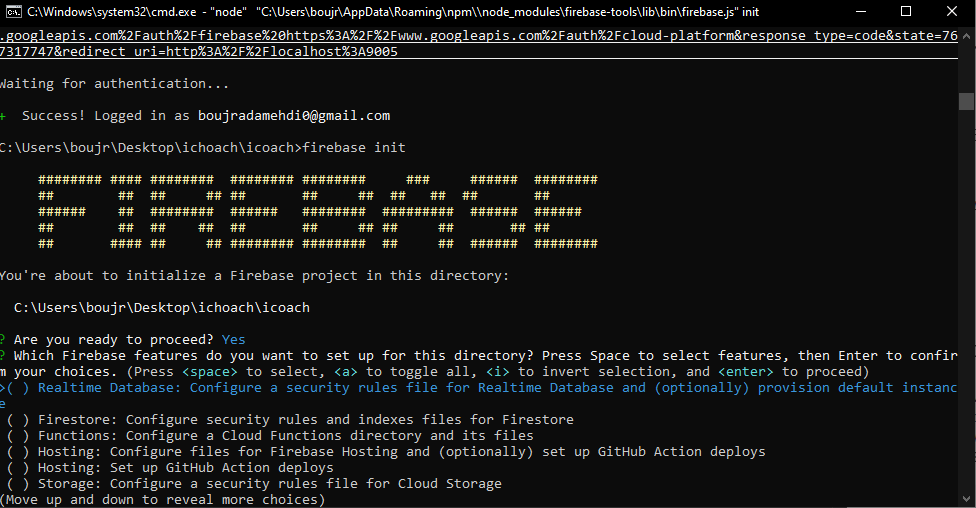 C:\Windows\system32\cmd.exe - "node" "C:\Users\boujr\AppData\Roaming\npm\\node_modules\firebase-tools\lib\bin\firebase.js" init
.googleapis.com%2Fauth%2Ffirebase%20https%3A%2F%2Fwww.googleapis.com%2Fauth%2Fcloud-platform&response_type=code&state=76
7317747&redirect_uri=http%3A%2F%2Flocalhost%3A9005
Waiting for authentication...
+  Success! Logged in as boujradamehdi0@gmail.com
C:\Users\boujr\Desktop\ichoach\icoach>firebase init
FIREBASE
You're about to initialize a Firebase project in this directory:
C:\Users\boujr\Desktop\ichoach\icoach
? Are you ready to proceed? Yes
? Which Firebase features do you want to set up for this directory? Press Space to select features, then Enter to confir
m your choices. (Press <space> to select, <a> to toggle all, <i> to invert selection, and <enter> to proceed)
>( ) Realtime Database: Configure a security rules file for Realtime Database and (optionally) provision default instanc
e
( ) Firestore: Configure security rules and indexes files for Firestore
( ) Functions: Configure a Cloud Functions directory and its files
( ) Hosting: Configure files for Firebase Hosting and (optionally) set up GitHub Action deploys
( ) Hosting: Set up GitHub Action deploys
( ) Storage: Configure a security rules file for Cloud Storage
(Move up and down to reveal more choices)